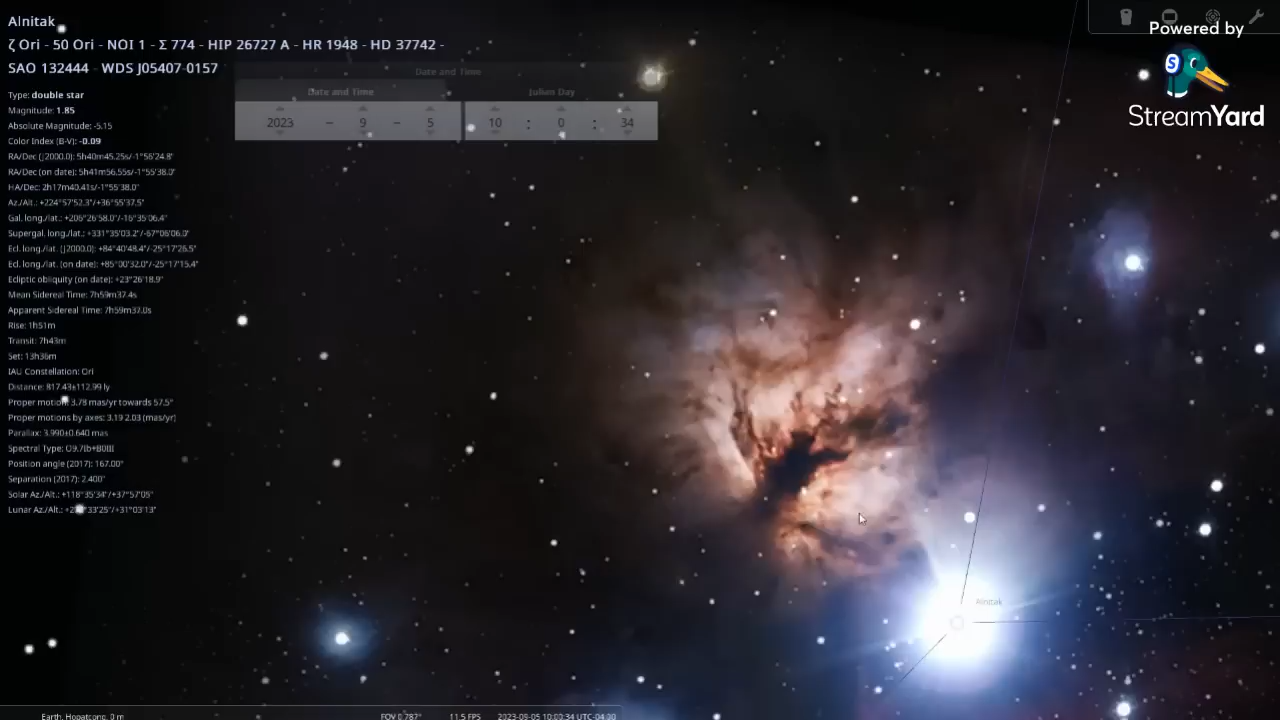 Alnitak
ζ Ori - 50 Ori - NOI 1 - Σ 774 - HIP 26727 A - HR 1948 - HD 37742 -
SAO 132444 - WDS J05407-0157
Type: double star
Magnitude: 1.85
Absolute Magnitude: -5.15
Color Index (B-V): -0.09
RA/Dec (J2000.0): 5h40m45.25s/-1°56'24.8"
RA/Dec (on date): 5h41m56.55s/-1°55'38.0"
HA/Dec: 2h17m40.41s/-1°55'38.0"
Az./Alt.: +224°57'52.3"/+36°55'37.5"
Gal. long./lat.: +206°26'58.0"/-16°35'06.4"
Supergal. long./lat.: +331°35'03.2"/-67°06'06.0"
Ecl. long./lat. (J2000.0): +84°40'48.4"/-25°17'26.5"
Ecl. long./lat. (on date): +85°00'32.0"/-25°17'15.4"
Ecliptic obliquity (on date): +23°26'18.9"
Mean Sidereal Time: 7h59m37.4s
Apparent Sidereal Time: 7h59m37.0s
Rise: 1h51m
Transit: 7h43m
Set: 13h36m
IAU Constellation: Ori
Distance: 817.43±112.99 ly
Proper motion: 3.78 mas/yr towards 57.5°
Proper motions by axes: 3.19 2.03 (mas/yr)
Parallax: 3.990±0.640 mas
Spectral Type: O9.7Ib+B0III
Position angle (2017): 167.00°
Separation (2017): 2.400"
Solar Az./Alt.: +118°35'34"/+37°57'05"
Lunar Az./Alt.: 33'25"/+31°03'13"
Date and Time
Date and Time Julian Day
2023 - 9 - 5 10 : 0 : 34
Powered by
S
StreamYard
Alnitak
Earth, Hopatcong, 0 m FOV 0.787° 11.5 FPS 2023-09-05 10:00:34 UTC-04:00